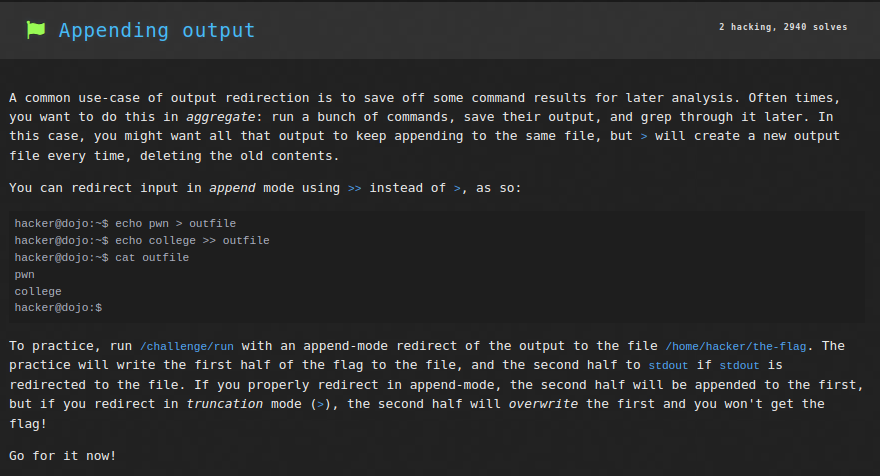 Appending output
2 hacking, 2940 solves
A common use-case of output redirection is to save off some command results for later analysis. Often times,
you want to do this in aggregate: run a bunch of commands, save their output, and grep through it later. In
this case, you might want all that output to keep appending to the same file, but > will create a new output
file every time, deleting the old contents.
You can redirect input in append mode using >> instead of >, as so:
hacker@dojo:~$ echo pwn > outfile
hacker@dojo:~$ echo college >> outfile
hacker@dojo:~$ cat outfile
pwn
college
hacker@dojo:$
To practice, run /challenge/run with an append-mode redirect of the output to the file /home/hacker/the-flag. The
practice will write the first half of the flag to the file, and the second half to stdout if stdout is
redirected to the file. If you properly redirect in append-mode, the second half will be appended to the first,
but if you redirect in truncation mode (>), the second half will overwrite the first and you won't get the
flag!
Go for it now!